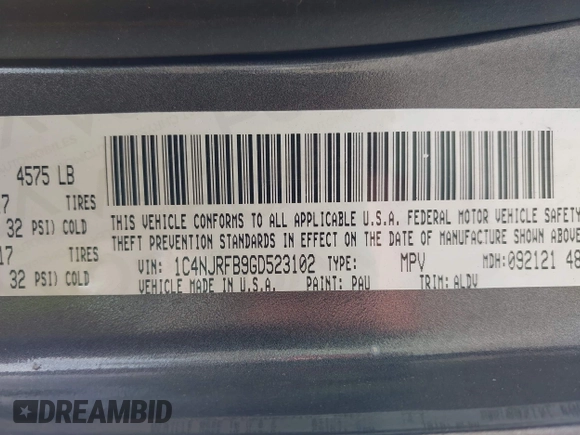 4575 LB
7 TIRES
32 PSI) COLD
17 TIRES
32 PSI) COLD
THIS VEHICLE CONFORMS TO ALL APPLICABLE U.S.A. FEDERAL MOTOR VEHICLE SAFETY
THEFT PREVENTION STANDARDS IN EFFECT ON THE DATE OF MANUFACTURE SHOWN ABOVE
VIN: 1C4NJRFB9GD523102 TYPE: MPV MDH:092121 48
VEHICLE MADE IN U.S.A. PAINT: PAU TRIM: ALDV
DREAMBID